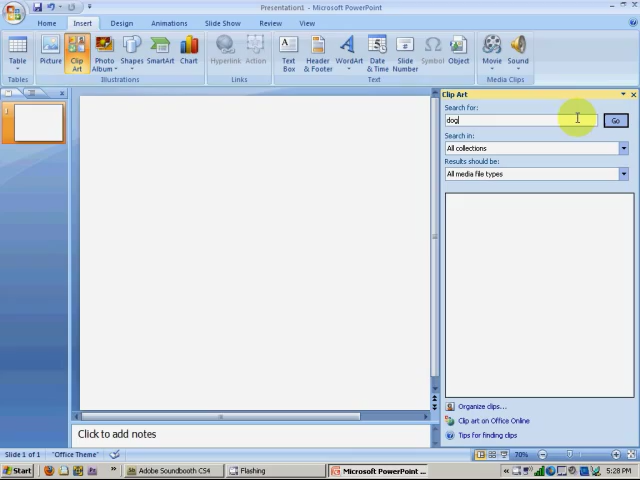 Presentation1 - Microsoft PowerPoint
Home Insert Design Animations Slide Show Review View
Table Picture Clip Art Photo Album Shapes SmartArt Chart Hyperlink Action Text Box Header & Footer WordArt Date & Time Slide Number Symbol Object Movie Sound
Tables Illustrations Links Text Media Clips
Clip Art
Search for:
dog Go
Search in:
All collections
Results should be:
All media file types
1
Organize clips...
Clip art on Office Online
Tips for finding clips
Click to add notes
Slide 1 of 1 "Office Theme" 70%
Start Adobe Soundbooth CS4 Flashing Microsoft PowerPoint ... 5:28 PM